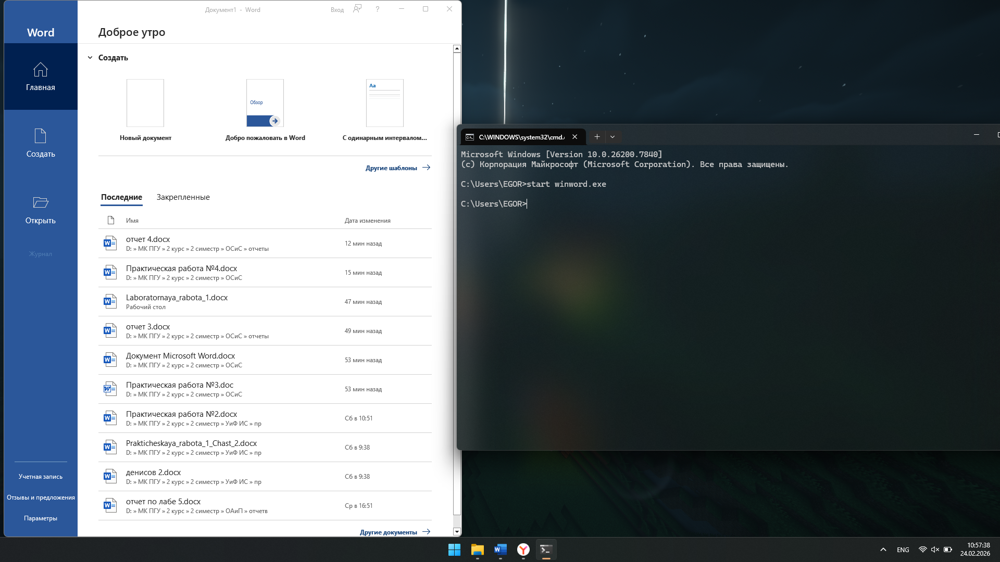 Документ1 - Word
Вход
?
Word
Доброе утро
Главная
Создать
Открыть
Журнал
Учетная запись
Отзывы и предложения
Параметры
Создать
Обзор
Aa
Новый документ
Добро пожаловать в Word
С одинарным интервалом...
Другие шаблоны
Последние
Закрепленные
Имя
Дата изменения
отчет 4.docx
D: » МК ПГУ » 2 курс » 2 симестр » ОСиС » отчеты
12 мин назад
Практическая работа №4.docx
D: » МК ПГУ » 2 курс » 2 симестр » ОСиС
15 мин назад
Laboratornaya_rabota_1.docx
Рабочий стол
47 мин назад
отчет 3.docx
D: » МК ПГУ » 2 курс » 2 симестр » ОСиС » отчеты
49 мин назад
Документ Microsoft Word.docx
D: » МК ПГУ » 2 курс » 2 симестр » ОСиС
53 мин назад
Практическая работа №3.doc
D: » МК ПГУ » 2 курс » 2 симестр » ОСиС
53 мин назад
Практическая работа №2.docx
D: » МК ПГУ » 2 курс » 2 симестр » УиФ ИС » пр
Сб в 10:51
Prakticheskaya_rabota_1_Chast_2.docx
D: » МК ПГУ » 2 курс » 2 симестр » УиФ ИС » пр
Сб в 9:38
денисов 2.docx
D: » МК ПГУ » 2 курс » 2 симестр » УиФ ИС » пр
Сб в 9:38
отчет по лабе 5.docx
D: » МК ПГУ » 2 курс » 2 симестр » ОАиП » отчетв
Ср в 16:51
Другие документы
C:\WINDOWS\system32\cmd.
Microsoft Windows [Version 10.0.26200.7840]
(c) Корпорация Майкрософт (Microsoft Corporation). Все права защищены.
C:\Users\EGOR>start winword.exe
C:\Users\EGOR>
ENG
10:57:38
24.02.2026